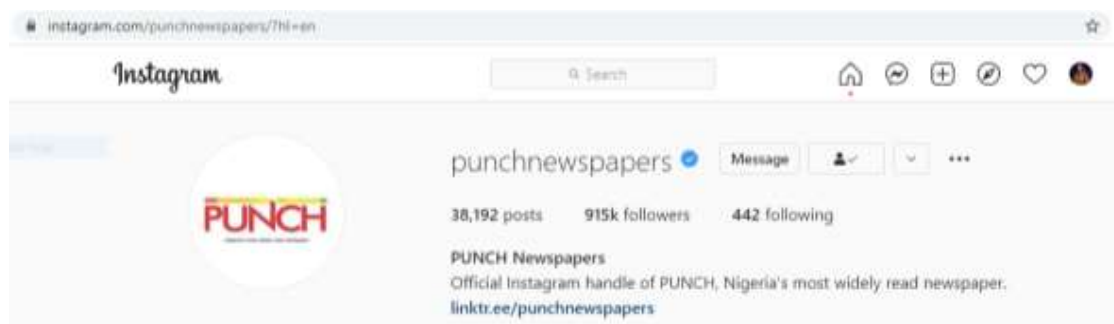 instagram.com/punchnewspapers/?hl=en
Instagram
Search
punchnewspapers
Message
38,192 posts 915k followers 442 following
PUNCH
PUNCH Newspapers
Official Instagram handle of PUNCH, Nigeria's most widely read newspaper.
linktr.ee/punchnewspapers